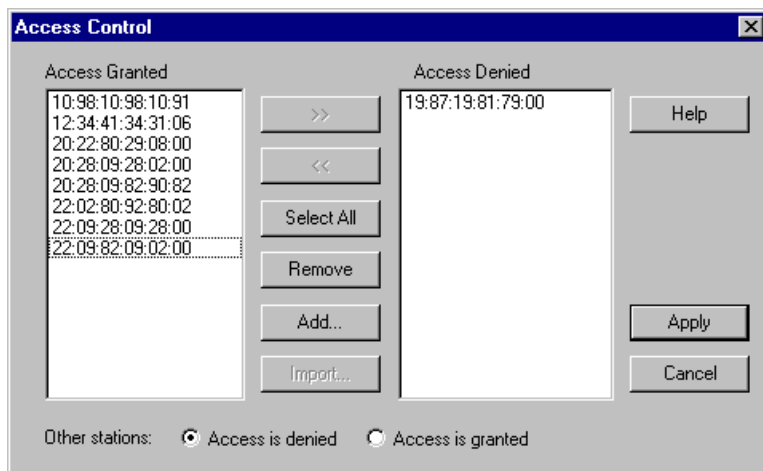 Access Control
Access Granted
10:98:10:98:10:91
12:34:41:34:31:06
20:22:80:29:08:00
20:28:09:28:02:00
20:28:09:82:90:82
22:02:80:92:80:02
22:09:28:09:28:00
22:09:82:09:02:00
>>
<<
Select All
Remove
Add...
Import...
Access Denied
19:87:19:81:79:00
Help
Apply
Cancel
Other stations: Access is denied Access is granted